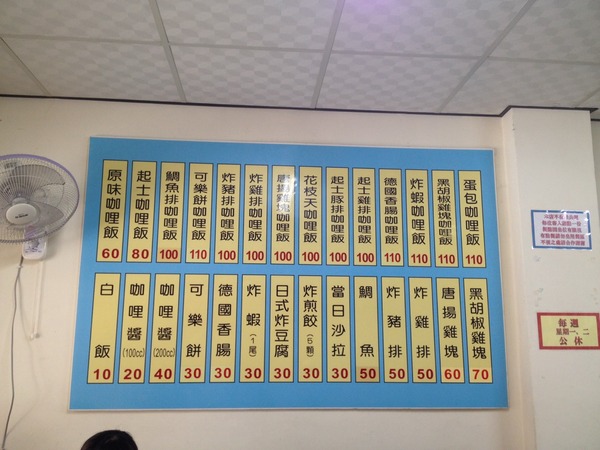 原味咖哩飯 60
起士咖哩飯 80
鯛魚排咖哩飯 100
可樂餅咖哩飯 110
炸豬排咖哩飯 100
炸雞排咖哩飯 100
唐揚雞塊咖哩飯 100
花枝天咖哩飯 100
起士豚排咖哩飯 100
起士雞排咖哩飯 100
德國香腸咖哩飯 110
炸蝦咖哩飯 110
黑胡椒雞塊咖哩飯 110
蛋包咖哩飯 110
白飯 10
咖哩醬(100cc) 20
咖哩醬(200cc) 40
可樂餅 30
德國香腸 30
炸蝦(1尾) 30
日式炸豆腐 30
炸煎餃(6顆) 30
當日沙拉 30
鯛魚 50
炸豬排 50
炸雞排 50
唐揚雞塊 60
黑胡椒雞塊 70
每週
星期一、二
公休